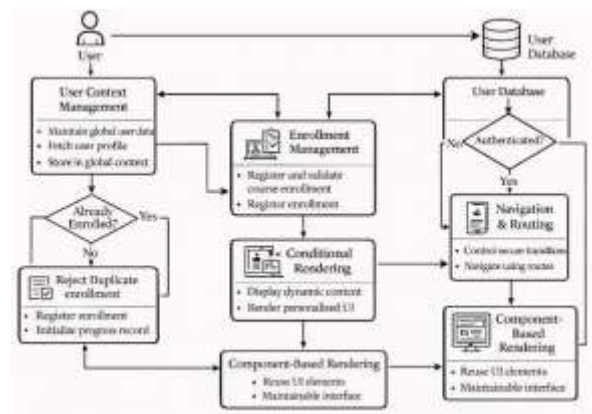 User
User
Database
User Context
Management
• Maintain global user data
• Fetch user profile
• Store in global context
Enrollment
Management
• Register and validate
course enrollment
• Register enrollment
User Database
Authenticated?
No
Yes
Navigation
& Routing
• Control secure transition
• Navigate using routes
Already
Enrolled?
Yes
No
Reject Duplicate
enrollment
• Register enrollment
• Initialize progress record
Conditional
Rendering
• Display dynamic content
• Render personalised UI
Component-
Based
Rendering
• Reuse UI elements
• Maintainable interface
Component-Based Rendering
• Reuse UI elements
• Maintainable interface